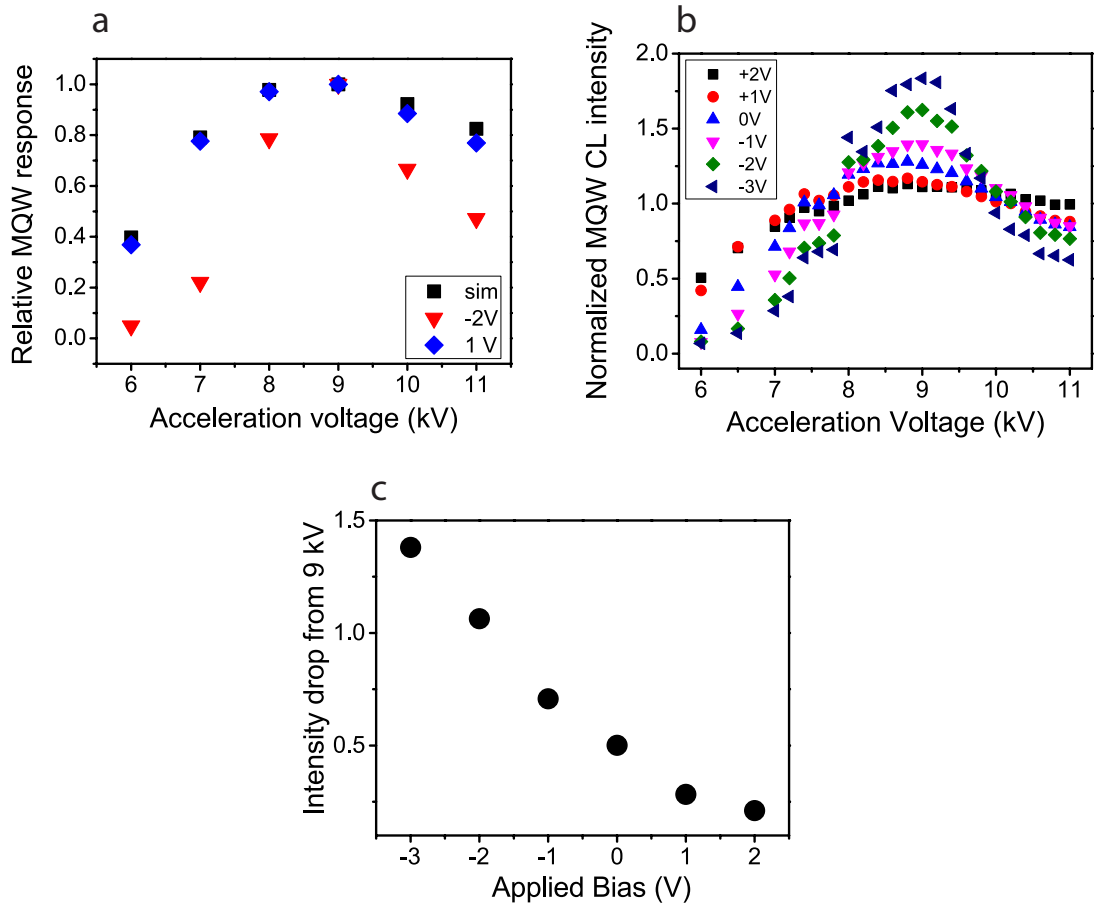 a
Relative MQW response
1.0
0.8
0.6
0.4
0.2
0.0
sim
-2V
1 V
6 7 8 9 10 11
Acceleration voltage (kV)
b
Normalized MQW CL intensity
2.0
1.5
1.0
0.5
0.0
+2V
+1V
0V
-1V
-2V
-3V
6 7 8 9 10 11
Acceleration Voltage (kV)
c
Intensity drop from 9 kV
1.5
1.0
0.5
-3 -2 -1 0 1 2
Applied Bias (V)